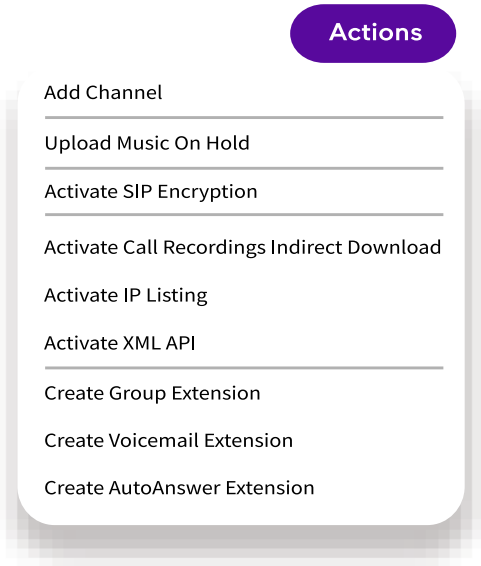 Actions
Add Channel
Upload Music On Hold
Activate SIP Encryption
Activate Call Recordings Indirect Download
Activate IP Listing
Activate XML API
Create Group Extension
Create Voicemail Extension
Create AutoAnswer Extension